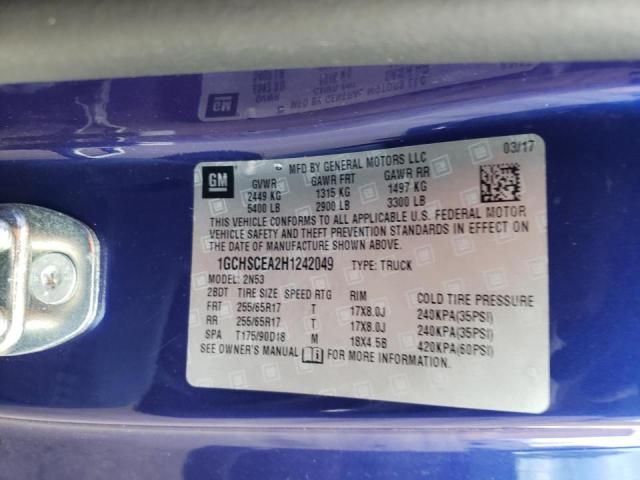 MFD BY GENERAL MOTORS LLC 03/17
GM
GVWR GAWR FRT GAWR RR
2449 KG 1315 KG 1497 KG
5400 LB 2900 LB 3300 LB
THIS VEHICLE CONFORMS TO ALL APPLICABLE U.S. FEDERAL MOTOR
VEHICLE SAFETY AND THEFT PREVENTION STANDARDS IN EFFECT ON
THE DATE OF MANUFACTURE SHOWN ABOVE.
1GCHSCEA2H1242049 TYPE: TRUCK
MODEL: 2N53
2BDT TIRE SIZE SPEED RTG RIM COLD TIRE PRESSURE
FRT 255/65R17 T 17X8.0J 240KPA(35PSI)
RR 255/65R17 T 17X8.0J 240KPA(35PSI)
SPA T175/90D18 M 18X4.5B 420KPA(60PSI)
SEE OWNER'S MANUAL FOR MORE INFORMATION.